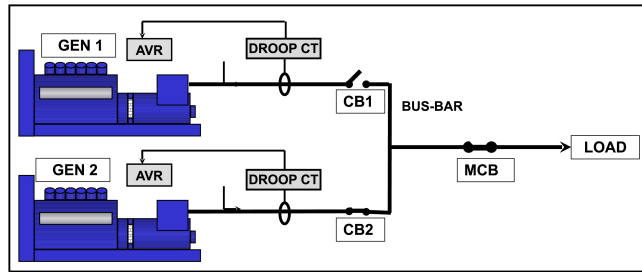 GEN 1
AVR
DROOP CT
CB1
BUS-BAR
GEN 2
AVR
DROOP CT
CB2
MCB
LOAD